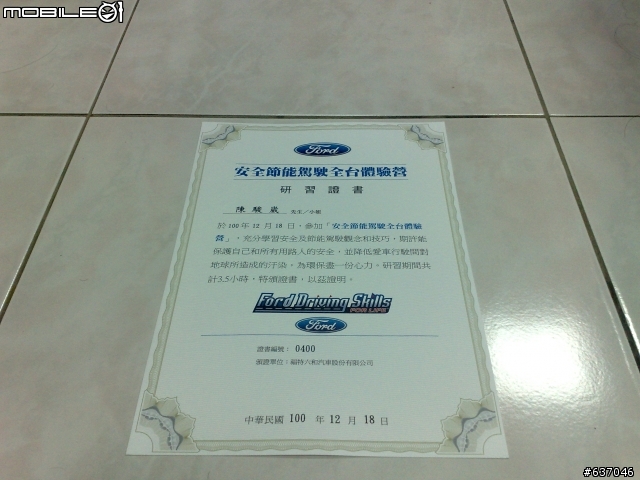 MOBILE01
Ford
安全節能駕駛全台體驗營
研習證書
陳駿崴 先生／小姐
於100年12月18日，參加「安全節能駕駛全台體驗
營」，充分學習安全及節能駕駛觀念和技巧，期許能
保護自己和所有用路人的安全，並降低愛車行駛間對
地球所造成的汙染，為環保盡一份心力。研習期間共
計3.5小時，特頒證書，以茲證明。
Ford Driving Skills
FOR LIFE
Ford
證書編號： 0400
頒證單位：福特六和汽車股份有限公司
中華民國 100 年 12 月 18 日
#637046